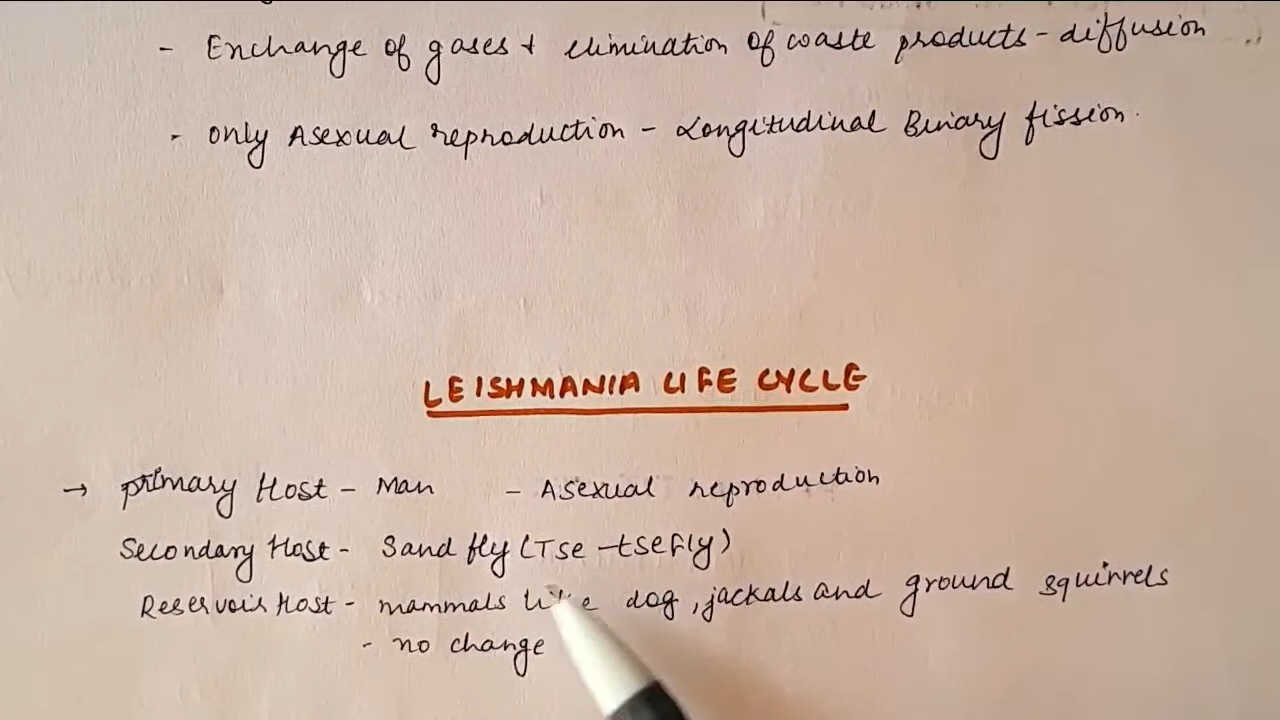 - Exchange of gases + elimination of waste products - diffusion
- only Asexual reproduction - Longitudinal Binary fission.
LEISHMANIA LIFE CYCLE
→ primary Host - Man - Asexual reproduction
Secondary Host - Sand fly (Tse-tseFly)
Reservoir Host - mammals like dog, jackals and ground squirrels
- no change